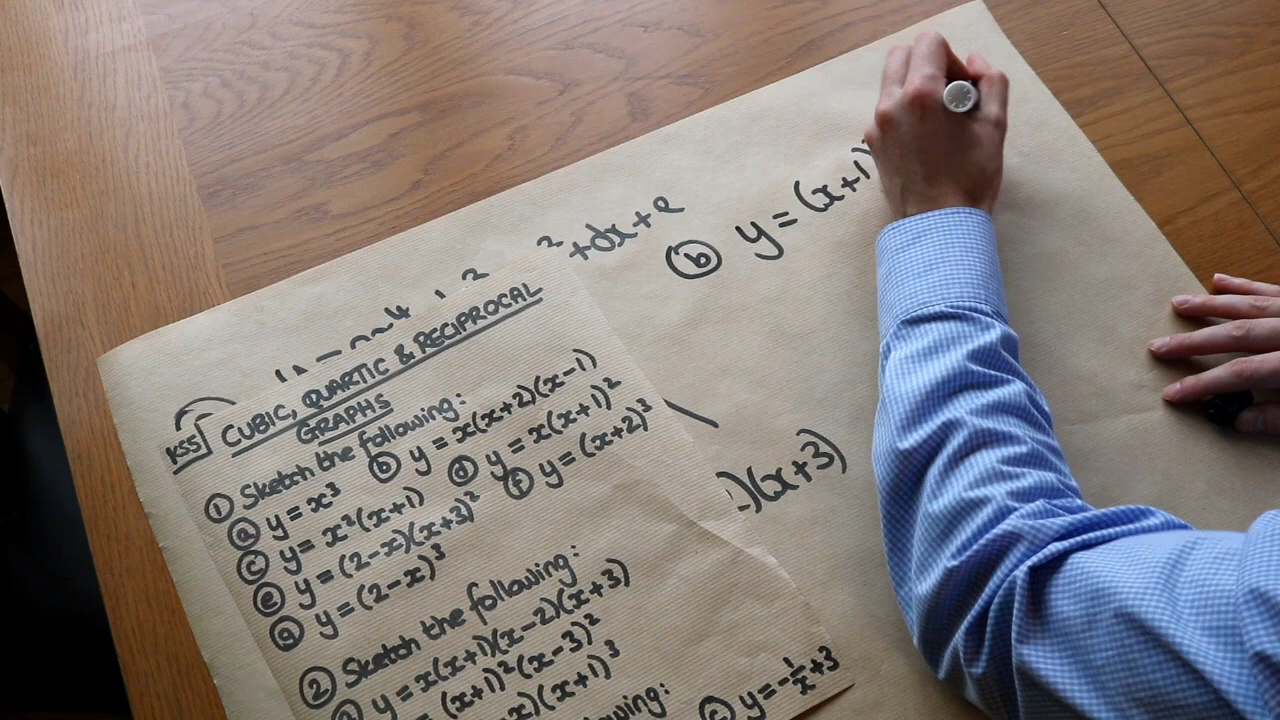 ² + dx + e
(b) y = (x+1)
)(x+3)
KS5
CUBIC, QUARTIC & RECIPROCAL
GRAPHS
① Sketch the following:
(a) y = x³ (b) y = x(x+2)(x-1)
(c) y = x²(x+1) (d) y = x(x+1)²
(e) y = (2-x)(x+3)² (f) y = (x+2)³
(g) y = (2-x)³
② Sketch the following:
y = x(x+1)(x-2)(x+3)
= (x+1)²(x-3)²
x)(x+1)³
(c) y = -1/x + 3